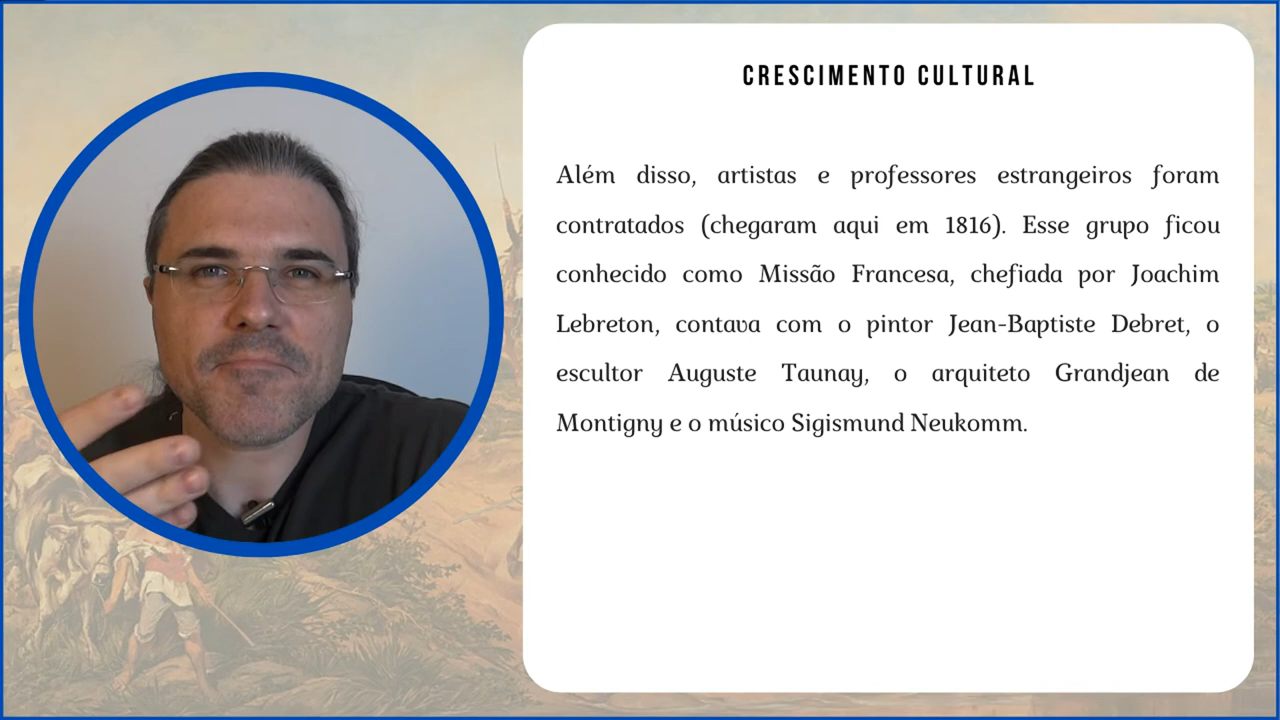 CRESCIMENTO CULTURAL
Além disso, artistas e professores estrangeiros foram
contratados (chegaram aqui em 1816). Esse grupo ficou
conhecido como Missão Francesa, chefiada por Joachim
Lebreton, contava com o pintor Jean-Baptiste Debret, o
escultor Auguste Taunay, o arquiteto Grandjean de
Montigny e o músico Sigismund Neukomm.